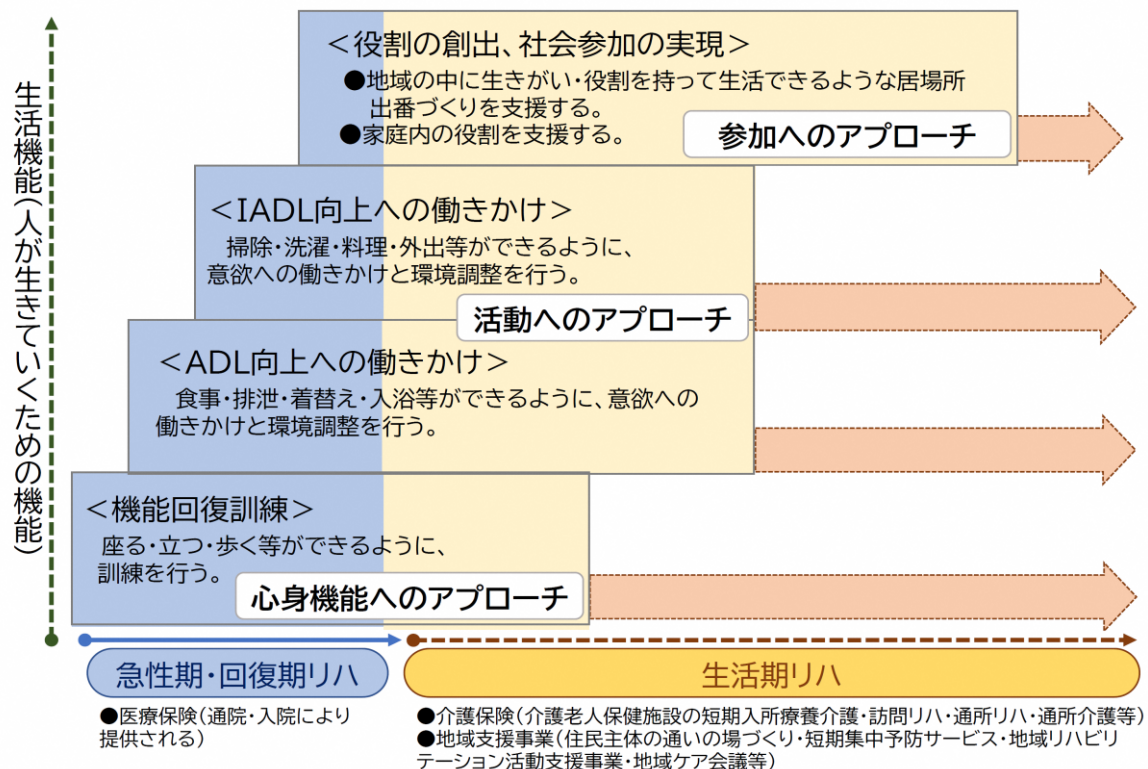 生活機能(人が生きていくための機能)
＜役割の創出、社会参加の実現＞
●地域の中に生きがい・役割を持って生活できるような居場所
出番づくりを支援する。
●家庭内の役割を支援する。
参加へのアプローチ
＜IADL向上への働きかけ＞
掃除・洗濯・料理・外出等ができるように、
意欲への働きかけと環境調整を行う。
活動へのアプローチ
＜ADL向上への働きかけ＞
食事・排泄・着替え・入浴等ができるように、意欲への
働きかけと環境調整を行う。
＜機能回復訓練＞
座る・立つ・歩く等ができるように、
訓練を行う。
心身機能へのアプローチ
急性期・回復期リハ
生活期リハ
●医療保険(通院・入院により
提供される)
●介護保険(介護老人保健施設の短期入所療養介護・訪問リハ・通所リハ・通所介護等)
●地域支援事業(住民主体の通いの場づくり・短期集中予防サービス・地域リハビリ
テーション活動支援事業・地域ケア会議等)